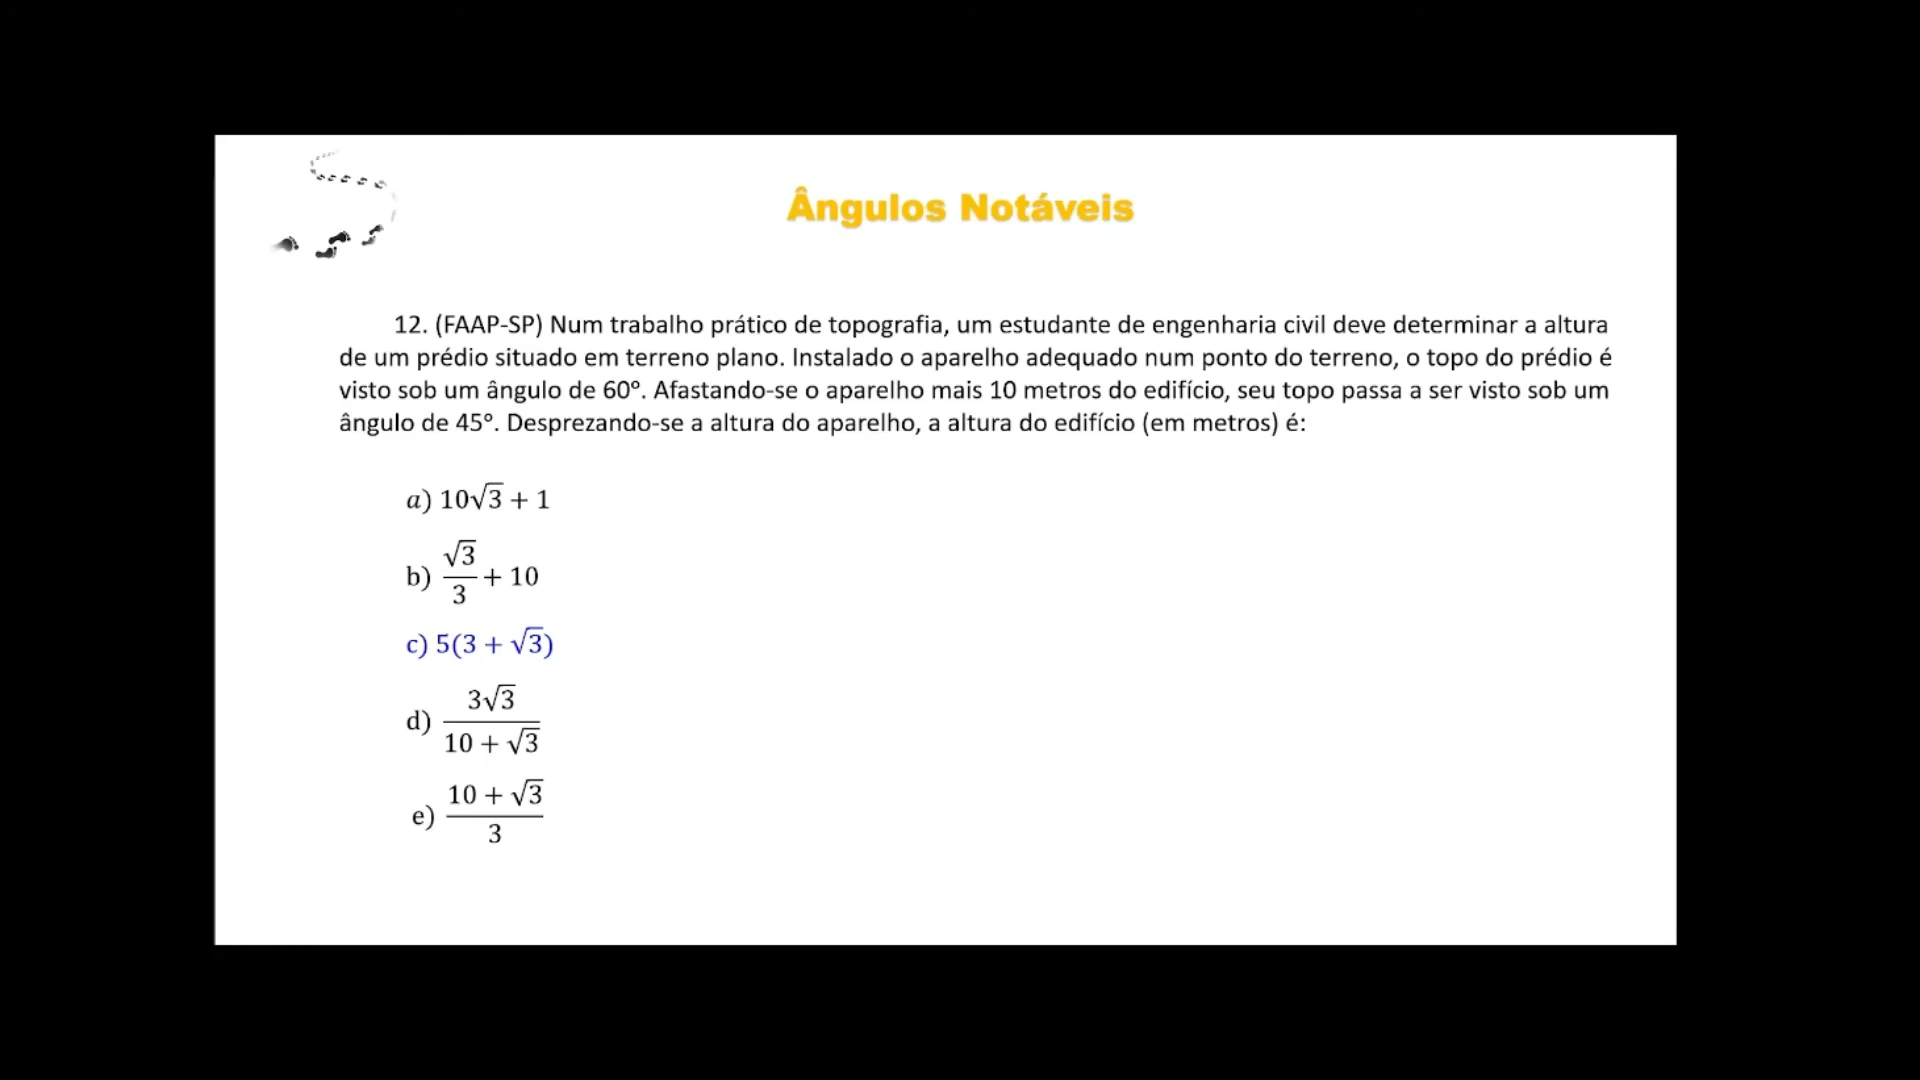 Ângulos Notáveis
12. (FAAP-SP) Num trabalho prático de topografia, um estudante de engenharia civil deve determinar a altura
de um prédio situado em terreno plano. Instalado o aparelho adequado num ponto do terreno, o topo do prédio é
visto sob um ângulo de 60º. Afastando-se o aparelho mais 10 metros do edifício, seu topo passa a ser visto sob um
ângulo de 45º. Desprezando-se a altura do aparelho, a altura do edifício (em metros) é:
a) 10√3 + 1
b) √3/3 + 10
c) 5(3 + √3)
d) 3√3/(10 + √3)
e) (10 + √3)/3